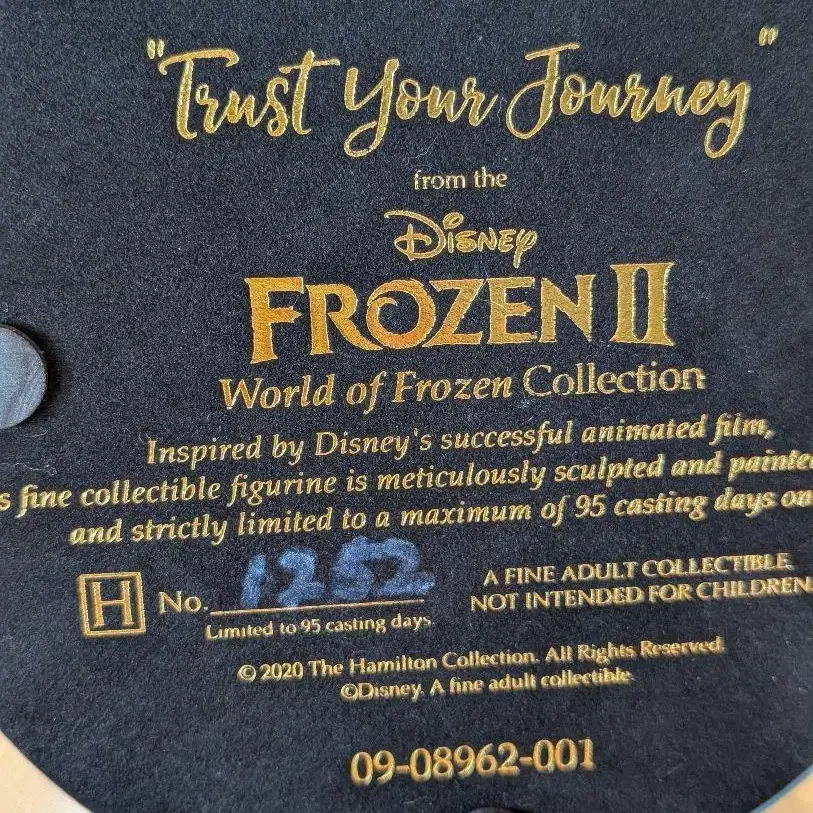 "Trust Your Journey"
from the
Disney
FROZEN II
World of Frozen Collection
Inspired by Disney's successful animated film,
s fine collectible figurine is meticulously sculpted and painte
and strictly limited to a maximum of 95 casting days on
H No. 1252
Limited to 95 casting days.
A FINE ADULT COLLECTIBLE.
NOT INTENDED FOR CHILDREN.
© 2020 The Hamilton Collection. All Rights Reserved.
©Disney. A fine adult collectible.
09-08962-001